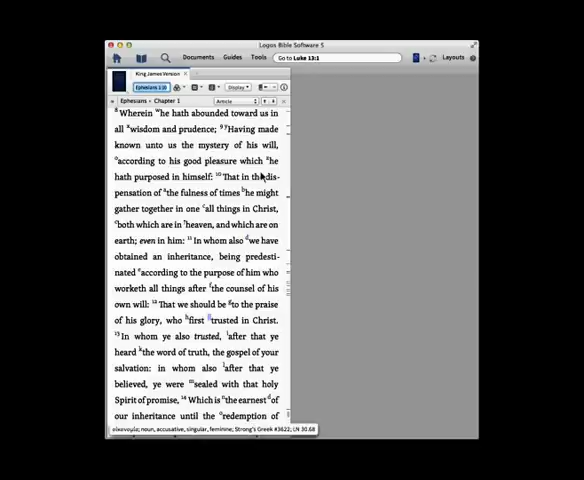 Logos Bible Software 5
Documents Guides Tools Go to Luke 13:1 Layouts
King James Version ×
Ephesians 1:10 Display
Ephesians › Chapter 1 Article
8 Wherein w he hath abounded toward us in
all x wisdom and prudence; 9 y Having made
known unto us the mystery of his will,
according to his good pleasure which he
hath purposed in himself: 10 That in the dis-
pensation of a the fulness of times b he might
gather together in one c all things in Christ,
both which are in heaven, and which are on
earth; even in him: 11 In whom also d we have
obtained an inheritance, being predesti-
nated e according to the purpose of him who
worketh all things after f the counsel of his
own will: 12 That we should be g to the praise
of his glory, who h first trusted in Christ.
13 In whom ye also trusted, after that ye
heard k the word of truth, the gospel of your
salvation: in whom also l after that ye
believed, ye were m sealed with that holy
Spirit of promise, 14 Which is n the earnest d of
our inheritance until the o redemption of
οἰκονομία; noun, accusative, singular, feminine; Strong's Greek #3622; LN 30.68